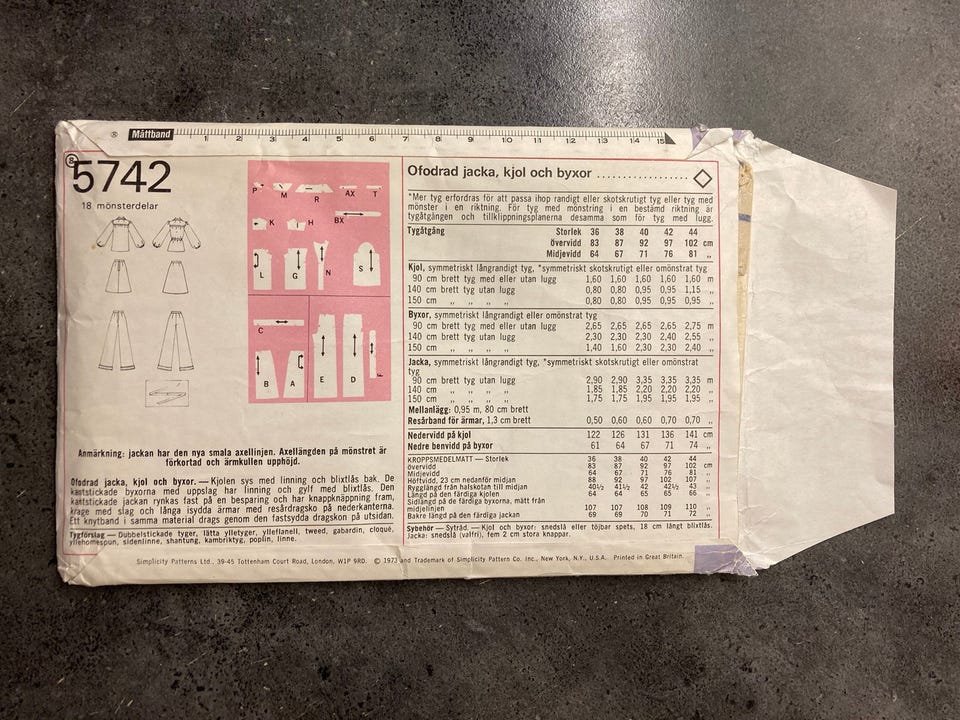 ® Måttband 1 2 3 4 5 6 7 8 9 10 11 12 13 14 15
®
5742
18 mönsterdelar
P M R AX T
K H BX
L G N S
C
B A E D F
Anmärkning: jackan har den nya smala axellinjen. Axellängden på mönstret är
förkortad och ärmkullen upphöjd.
Ofodrad jacka, kjol och byxor. — Kjolen sys med linning och blixtlås bak. De
kantstickade byxorna med uppslag har linning och gylf med blixtlås. Den
kantstickade jackan rynkas fast på en besparing och har knappknäppning fram,
krage med slag och långa isydda ärmar med resårdragsko på nederkanterna.
Ett knytband i samma material drags genom den fastsydda dragskon på utsidan.
Tygförslag — Dubbelstickade tyger, lätta ylletyger, ylleflanell, tweed, gabardin, cloqué,
yllehomespun, sidenlinne, shantung, kambriktyg, poplin, linne.
Ofodrad jacka, kjol och byxor
*Mer tyg erfordras för att passa ihop randigt eller skotskrutigt tyg eller tyg med
mönster i en riktning. För tyg med mönstring i en bestämd riktning är
tygåtgången och tillklippningsplanerna desamma som för tyg med lugg.
Tygåtgång Storlek 36 38 40 42 44
Övervidd 83 87 92 97 102 cm
Midjevidd 64 67 71 76 81 „
Kjol, symmetriskt långrandigt tyg, *symmetriskt skotskrutigt eller omönstrat tyg
90 cm brett tyg med eller utan lugg 1,60 1,60 1,60 1,60 1,60 m
140 cm brett tyg utan lugg 0,80 0,80 0,95 0,95 1,15 „
150 cm „ „ „ „ 0,80 0,80 0,95 0,95 0,95 „
Byxor, symmetriskt långrandigt eller omönstrat tyg
90 cm brett tyg med eller utan lugg 2,65 2,65 2,65 2,65 2,75 m
140 cm brett tyg utan lugg 2,30 2,30 2,30 2,40 2,55 „
150 cm „ „ „ „ 1,40 1,60 2,30 2,30 2,40 „
Jacka, symmetriskt långrandigt tyg, *symmetriskt skotskrutigt eller omönstrat
tyg
90 cm brett tyg utan lugg 2,90 2,90 3,35 3,35 3,35 m
140 cm „ „ „ „ 1,85 1,85 2,20 2,20 2,20 „
150 cm „ „ „ „ 1,75 1,75 1,95 1,95 1,95 „
Mellanlägg: 0,95 m, 80 cm brett
Resårband för ärmar, 1,3 cm brett 0,50 0,60 0,60 0,70 0,70 „
Nedervidd på kjol 122 126 131 136 141 cm
Nedre benvidd på byxor 61 64 67 71 74 „
KROPPSMEDELMÅTT — Storlek 36 38 40 42 44
Övervidd 83 87 92 97 102 cm
Midjevidd 64 67 71 76 81 „
Höftvidd, 23 cm nedanför midjan 88 92 97 102 107 „
Rygglängd från halskotan till midjan 40½ 41½ 42 42½ 43 „
Längd på den färdiga kjolen 64 64 65 65 66 „
Sidlängd på de färdiga byxorna, mätt från
midjelinjen 107 107 108 109 110 „
Bakre längd på den färdiga jackan 69 69 70 71 72 „
Sybehör — Sytråd. — Kjol och byxor: snedslå eller töjbar spets, 18 cm långt blixtlås.
Jacka: snedslå (valfri), fem 2 cm stora knappar.
Simplicity Patterns Ltd., 39-45 Tottenham Court Road, London, W1P 9RD. © 1973 and Trademark of Simplicity Pattern Co. Inc., New York, N.Y., U.S.A. Printed in Great Britain.